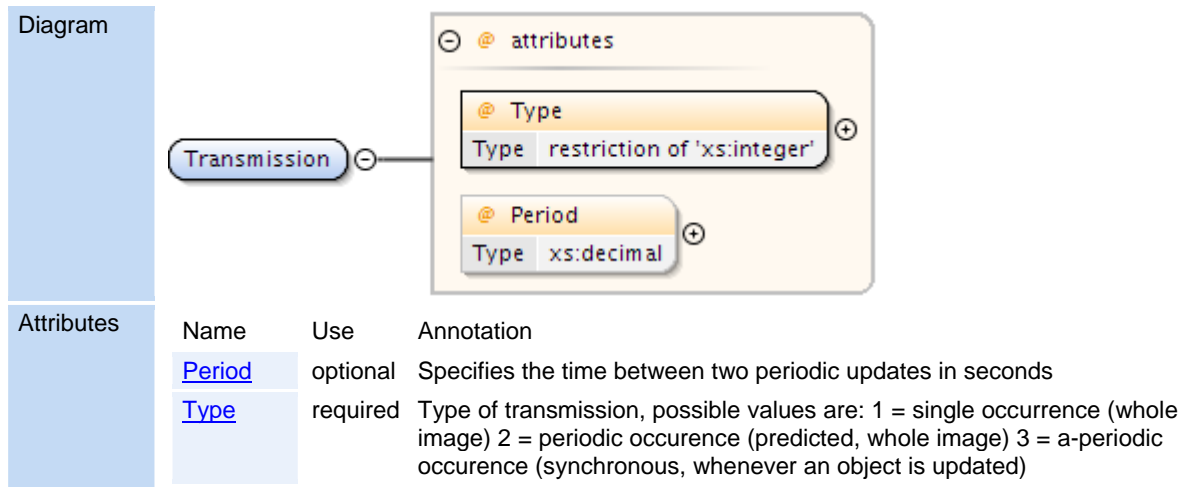 Diagram
@ attributes
@ Type
Type restriction of 'xs:integer'
Transmission
@ Period
Type xs:decimal
Attributes
Name Use Annotation
Period optional Specifies the time between two periodic updates in seconds
Type required Type of transmission, possible values are: 1 = single occurrence (whole
image) 2 = periodic occurence (predicted, whole image) 3 = a-periodic
occurence (synchronous, whenever an object is updated)